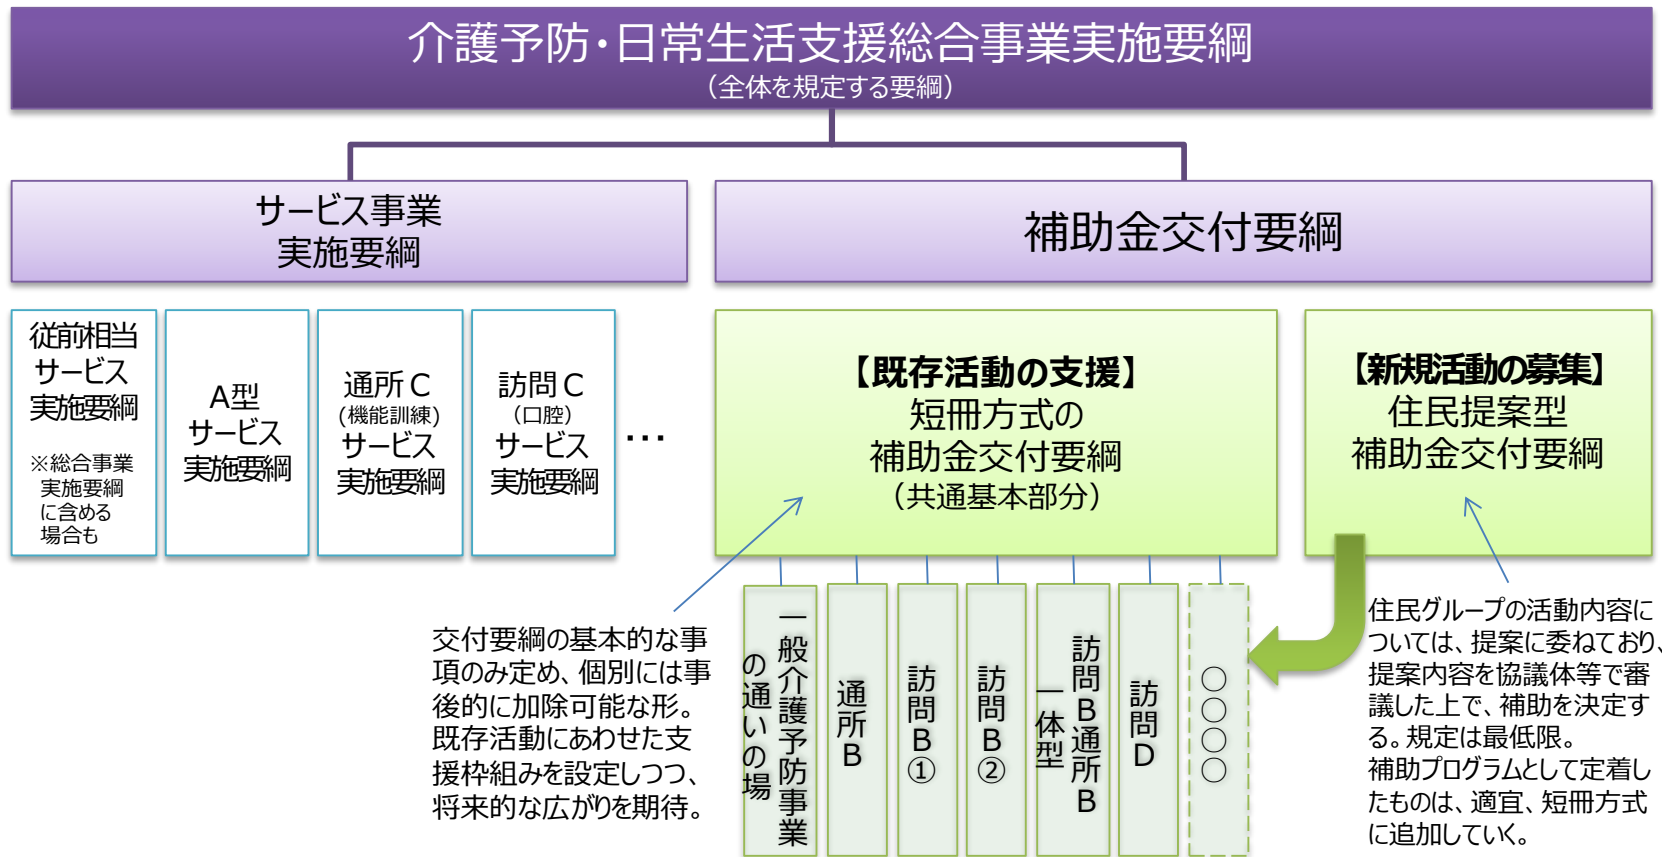 介護予防・日常生活支援総合事業実施要綱
（全体を規定する要綱）
サービス事業
実施要綱
補助金交付要綱
従前相当
サービス
実施要綱
※総合事業
実施要綱
に含める
場合も
A型
サービス
実施要綱
通所C
(機能訓練)
サービス
実施要綱
訪問C
（口腔）
サービス
実施要綱
…
【既存活動の支援】
短冊方式の
補助金交付要綱
（共通基本部分）
【新規活動の募集】
住民提案型
補助金交付要綱
交付要綱の基本的な事
項のみ定め、個別には事
後的に加除可能な形。
既存活動にあわせた支
援枠組みを設定しつつ、
将来的な広がりを期待。
一般介護予防事業
の通いの場
通所B
訪問B①
訪問B②
訪問B通所B
一体型
訪問D
○○○○
住民グループの活動内容に
ついては、提案に委ねており、
提案内容を協議体等で審
議した上で、補助を決定す
る。規定は最低限。
補助プログラムとして定着し
たものは、適宜、短冊方式
に追加していく。